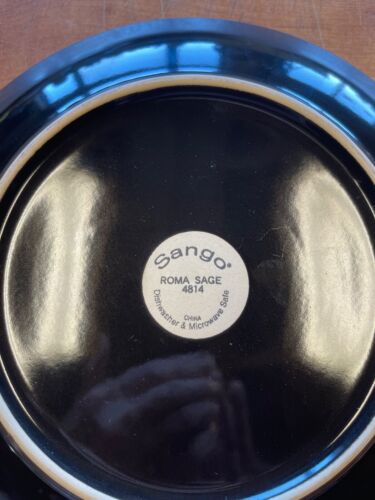 Sango®
ROMA SAGE
4814
CHINA
Dishwasher & Microwave Safe